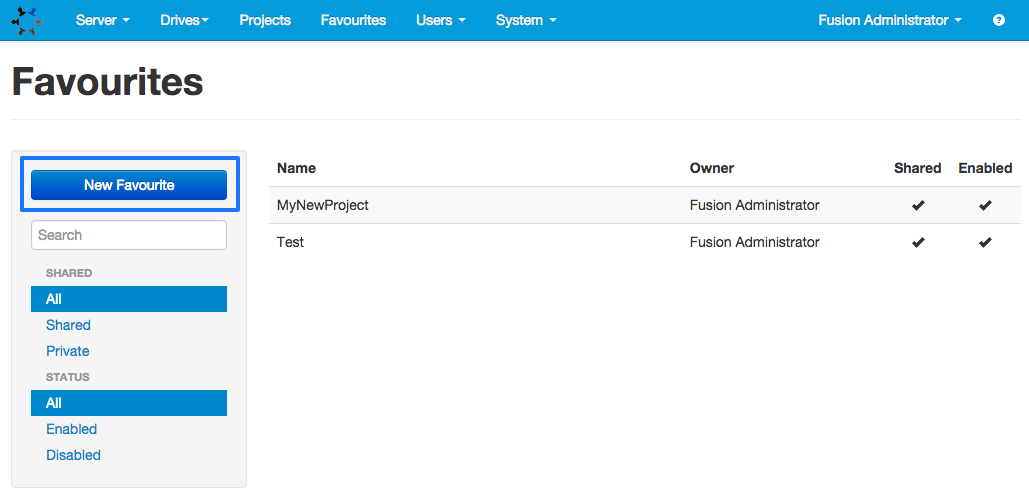 Server Drives Projects Favourites Users System Fusion Administrator ?
Favourites
New Favourite
Search
SHARED
All
Shared
Private
STATUS
All
Enabled
Disabled
Name Owner Shared Enabled
MyNewProject Fusion Administrator ✔ ✔
Test Fusion Administrator ✔ ✔